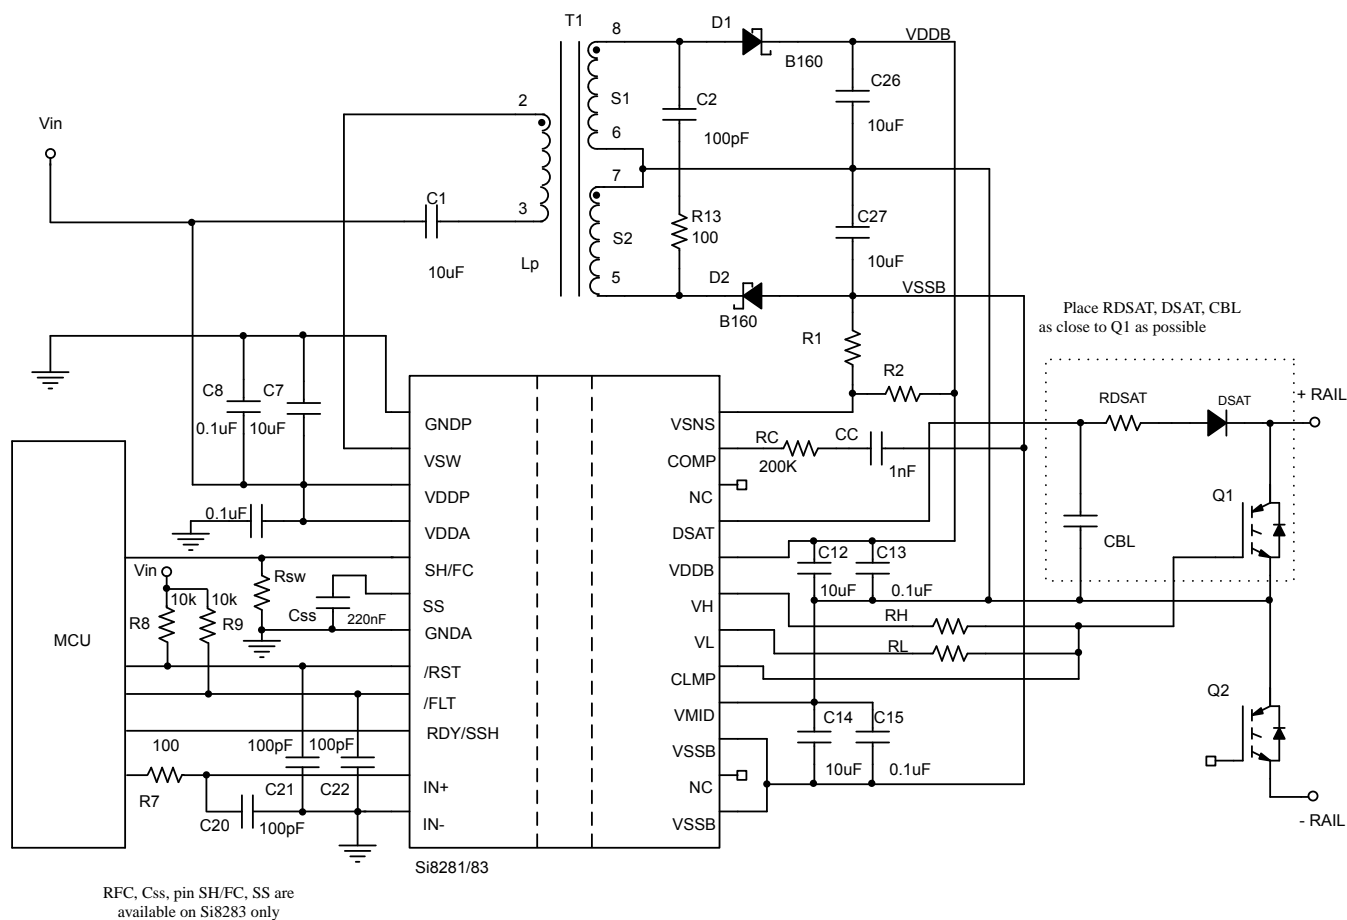 T1
8
D1
VDDB
B160
C26
10uF
2
S1
C2
6
100pF
Vin
7
C1
3
R13
100
C27
S2
10uF
Lp
5
D2
10uF
VSSB
B160
Place RDSAT, DSAT, CBL
as close to Q1 as possible
R1
R2
C8
C7
0.1uF
10uF
RDSAT
DSAT
+ RAIL
GNDP
VSNS
RC
CC
VSW
COMP
200K
1nF
NC
VDDP
Q1
0.1uF
VDDA
DSAT
CBL
C12
C13
Vin
Rsw
SH/FC
VDDB
10uF
0.1uF
10k
10k
Css
220nF
SS
VH
RH
R8
R9
MCU
GNDA
VL
RL
/RST
CLMP
Q2
/FLT
VMID
C14
C15
RDY/SSH
100
100pF
100pF
VSSB
10uF
0.1uF
IN+
NC
R7
C21
C22
C20
100pF
IN-
VSSB
- RAIL
Si8281/83
RFC, Css, pin SH/FC, SS are
available on Si8283 only